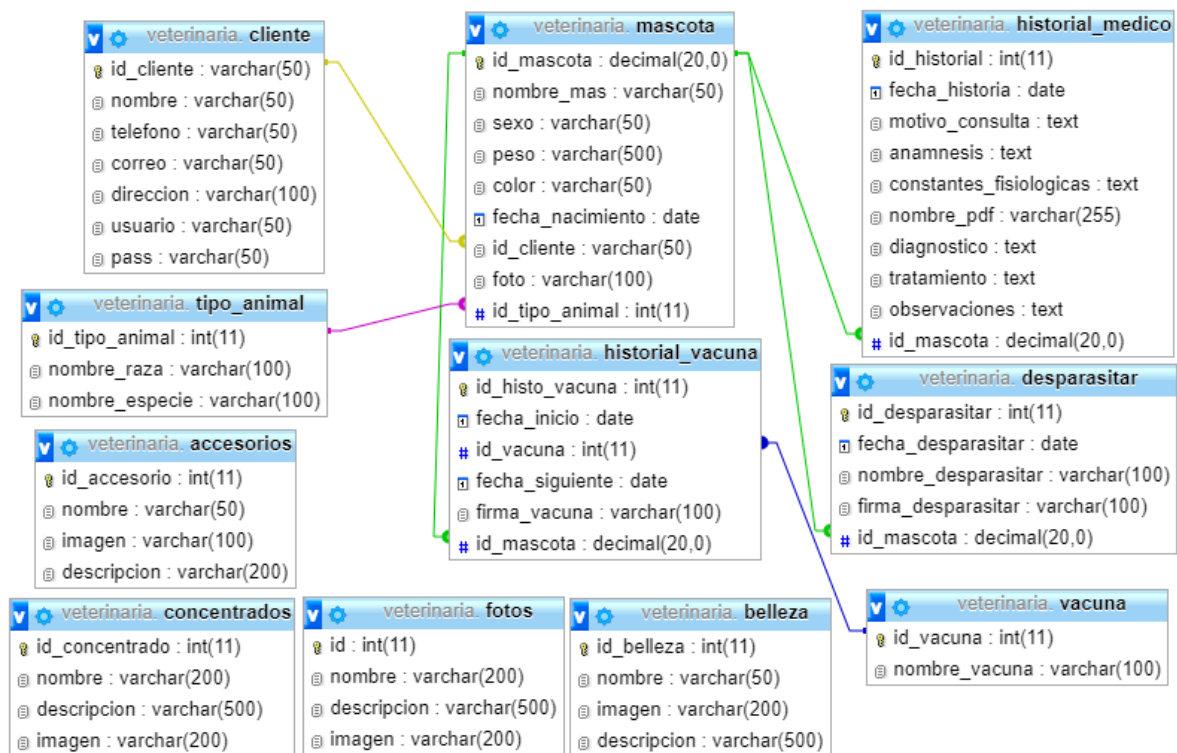 veterinaria. cliente
id_cliente : varchar(50)
nombre : varchar(50)
telefono : varchar(50)
correo : varchar(50)
direccion : varchar(100)
usuario : varchar(50)
pass : varchar(50)
veterinaria. mascota
id_mascota : decimal(20,0)
nombre_mas : varchar(50)
sexo : varchar(50)
peso : varchar(500)
color : varchar(50)
fecha_nacimiento : date
id_cliente : varchar(50)
foto : varchar(100)
# id_tipo_animal : int(11)
veterinaria. historial_medico
id_historial : int(11)
fecha_historia : date
motivo_consulta : text
anamnesis : text
constantes_fisiologicas : text
nombre_pdf : varchar(255)
diagnostico : text
tratamiento : text
observaciones : text
# id_mascota : decimal(20,0)
veterinaria. tipo_animal
id_tipo_animal : int(11)
nombre_raza : varchar(100)
nombre_especie : varchar(100)
veterinaria. historial_vacuna
id_histo_vacuna : int(11)
fecha_inicio : date
# id_vacuna : int(11)
fecha_siguiente : date
firma_vacuna : varchar(100)
# id_mascota : decimal(20,0)
veterinaria. desparasitar
id_desparasitar : int(11)
fecha_desparasitar : date
nombre_desparasitar : varchar(100)
firma_desparasitar : varchar(100)
# id_mascota : decimal(20,0)
veterinaria. accesorios
id_accesorio : int(11)
nombre : varchar(50)
imagen : varchar(100)
descripcion : varchar(200)
veterinaria. concentrados
id_concentrado : int(11)
nombre : varchar(200)
descripcion : varchar(500)
imagen : varchar(200)
veterinaria. fotos
id : int(11)
nombre : varchar(200)
descripcion : varchar(500)
imagen : varchar(200)
veterinaria. belleza
id_belleza : int(11)
nombre : varchar(50)
imagen : varchar(200)
descripcion : varchar(500)
veterinaria. vacuna
id_vacuna : int(11)
nombre_vacuna : varchar(100)